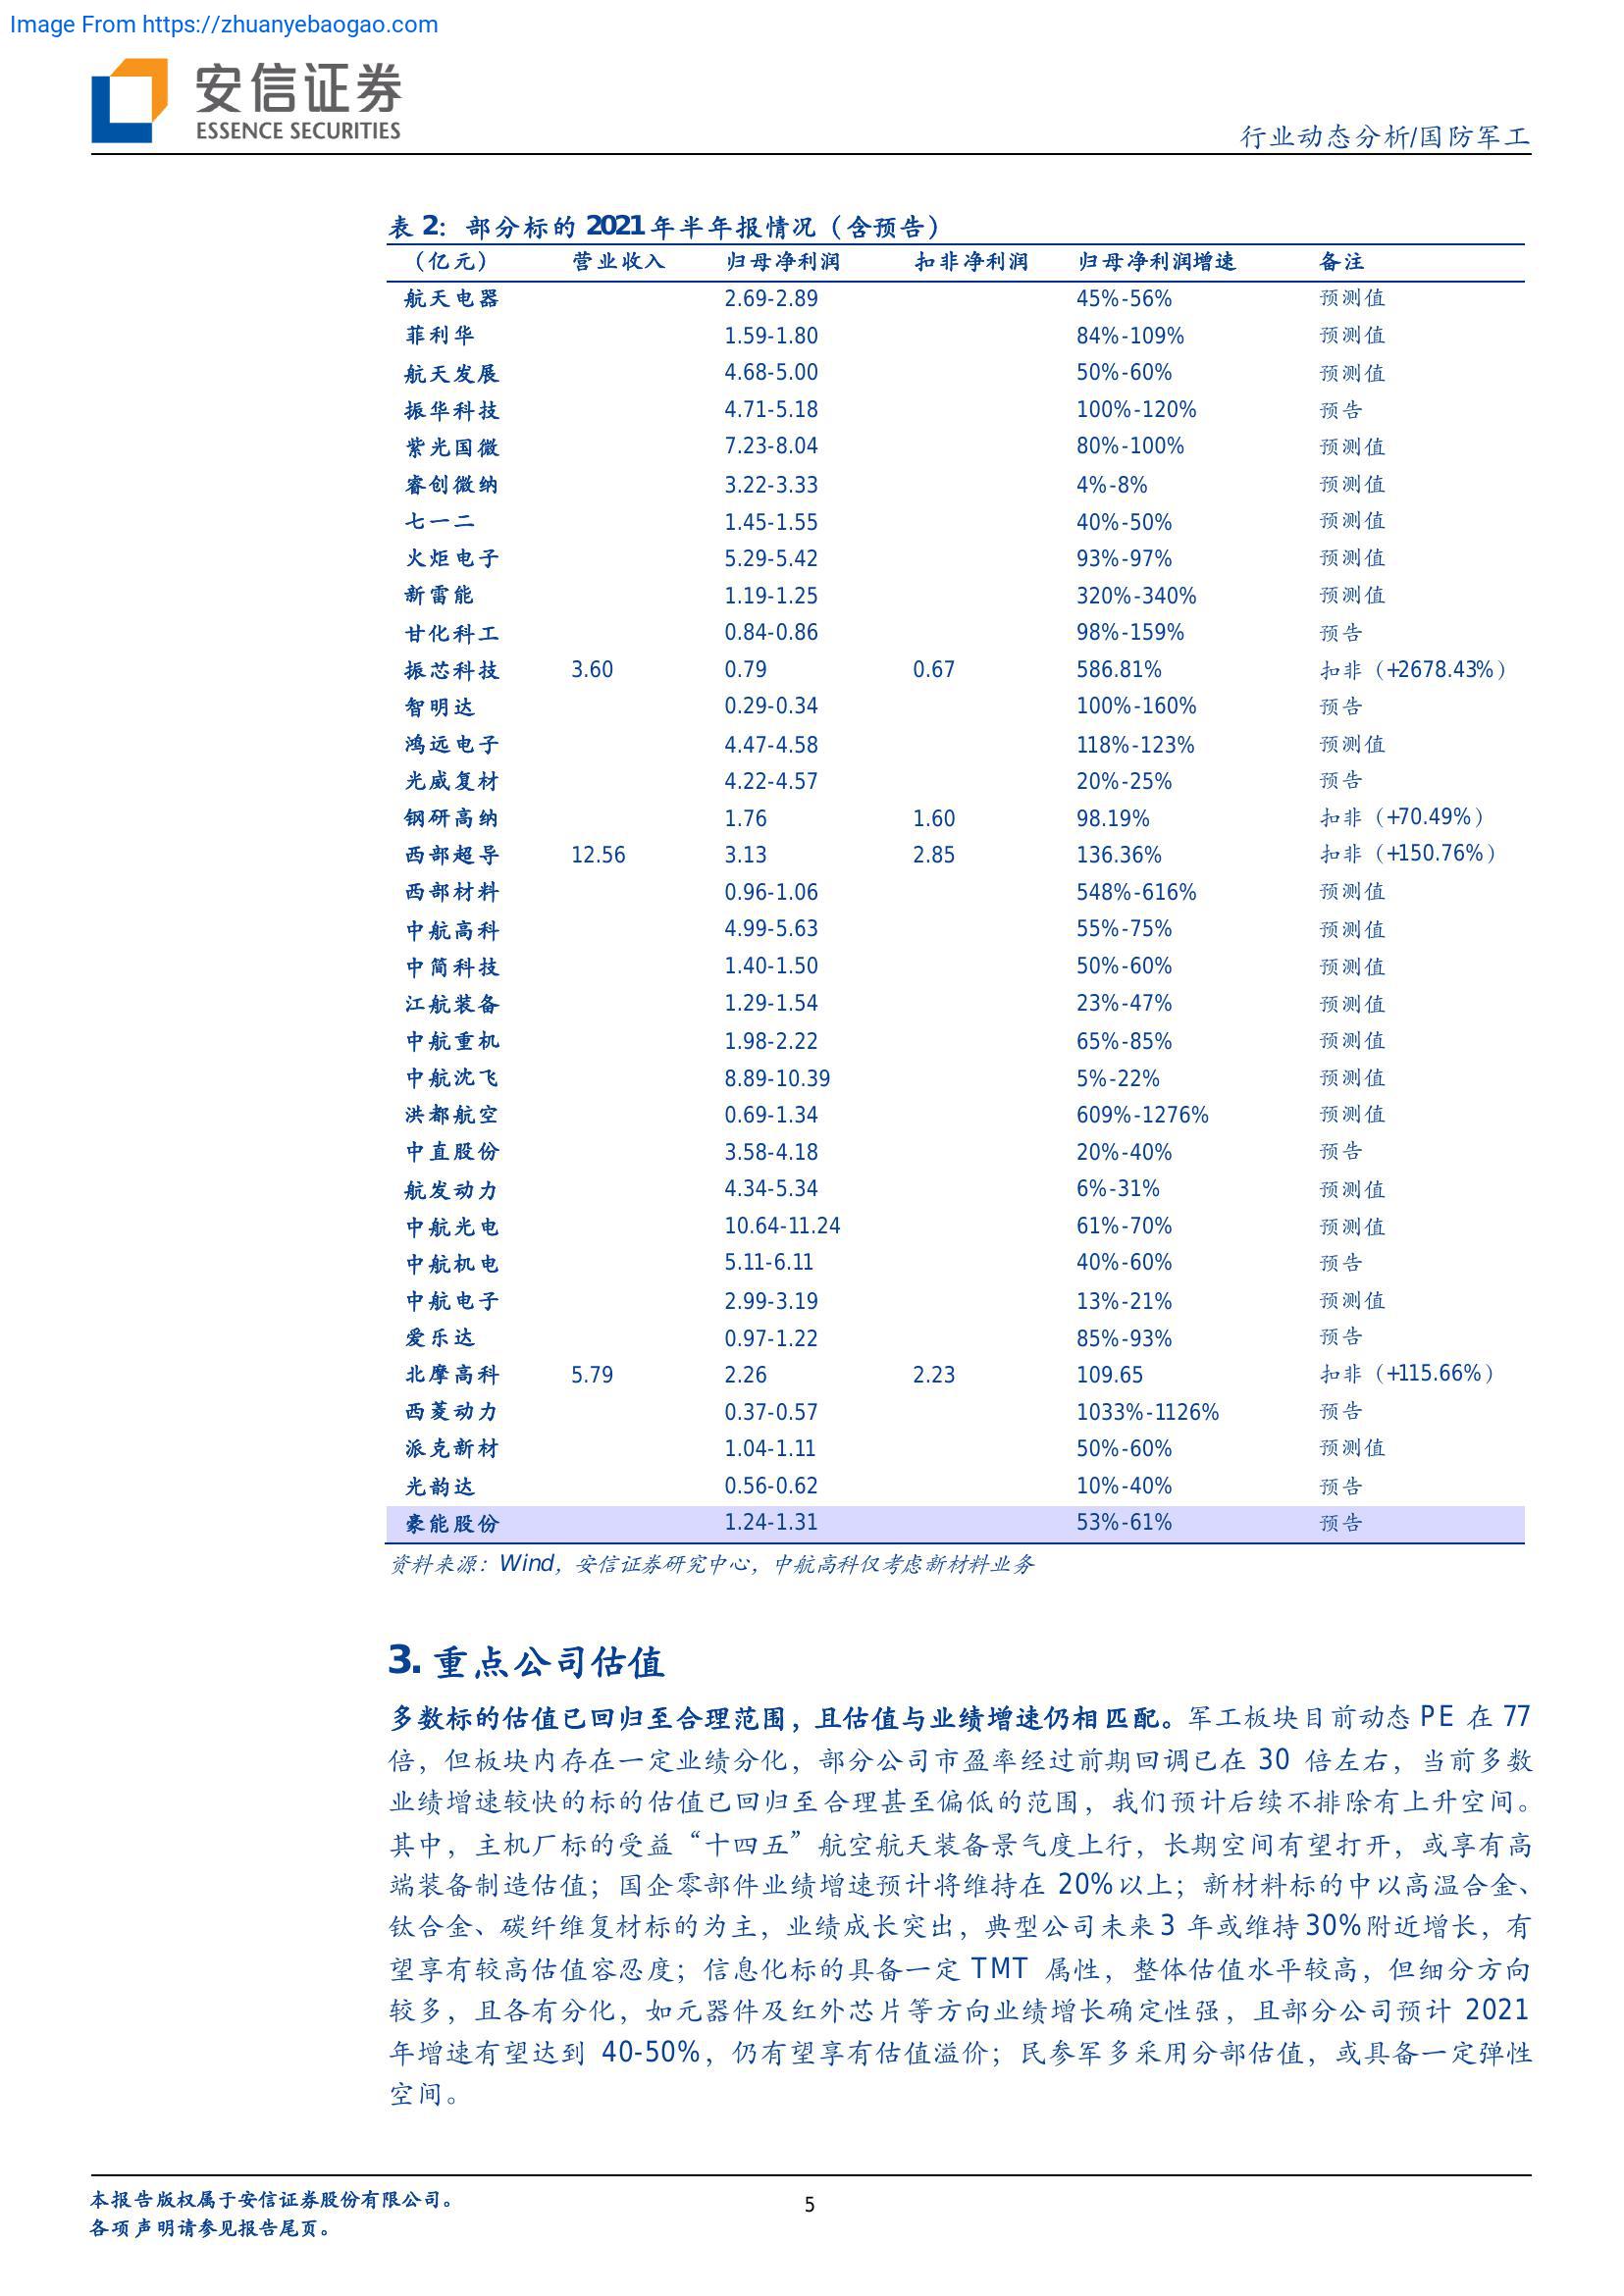 Image From https://zhuanyebaogao.com
安信证券
ESSENCE SECURITIES
行业动态分析/国防军工
表 2: 部分标的 2021 年半年报情况（含预告）
（亿元） 营业收入 归母净利润 扣非净利润 归母净利润增速 备注
航天电器 2.69-2.89 45%-56% 预测值
菲利华 1.59-1.80 84%-109% 预测值
航天发展 4.68-5.00 50%-60% 预测值
振华科技 4.71-5.18 100%-120% 预告
紫光国微 7.23-8.04 80%-100% 预测值
睿创微纳 3.22-3.33 4%-8% 预测值
七一二 1.45-1.55 40%-50% 预测值
火炬电子 5.29-5.42 93%-97% 预测值
新雷能 1.19-1.25 320%-340% 预测值
甘化科工 0.84-0.86 98%-159% 预告
振芯科技 3.60 0.79 0.67 586.81% 扣非（+2678.43%）
智明达 0.29-0.34 100%-160% 预告
鸿远电子 4.47-4.58 118%-123% 预测值
光威复材 4.22-4.57 20%-25% 预告
钢研高纳 1.76 1.60 98.19% 扣非（+70.49%）
西部超导 12.56 3.13 2.85 136.36% 扣非（+150.76%）
西部材料 0.96-1.06 548%-616% 预测值
中航高科 4.99-5.63 55%-75% 预测值
中简科技 1.40-1.50 50%-60% 预测值
江航装备 1.29-1.54 23%-47% 预测值
中航重机 1.98-2.22 65%-85% 预测值
中航沈飞 8.89-10.39 5%-22% 预测值
洪都航空 0.69-1.34 609%-1276% 预测值
中直股份 3.58-4.18 20%-40% 预告
航发动力 4.34-5.34 6%-31% 预测值
中航光电 10.64-11.24 61%-70% 预测值
中航机电 5.11-6.11 40%-60% 预告
中航电子 2.99-3.19 13%-21% 预测值
爱乐达 0.97-1.22 85%-93% 预告
北摩高科 5.79 2.26 2.23 109.65 扣非（+115.66%）
西菱动力 0.37-0.57 1033%-1126% 预告
派克新材 1.04-1.11 50%-60% 预测值
光韵达 0.56-0.62 10%-40% 预告
豪能股份 1.24-1.31 53%-61% 预告
资料来源：Wind，安信证券研究中心，中航高科仅考虑新材料业务
3. 重点公司估值
多数标的估值已回归至合理范围，且估值与业绩增速仍相匹配。军工板块目前动态 PE 在 77
倍，但板块内存在一定业绩分化，部分公司市盈率经过前期回调已在 30 倍左右，当前多数
业绩增速较快的标的估值已回归至合理甚至偏低的范围，我们预计后续不排除有上升空间。
其中，主机厂标的受益“十四五”航空航天装备景气度上行，长期空间有望打开，或享有高
端装备制造估值；国企零部件业绩增速预计将维持在 20%以上；新材料标的中以高温合金、
钛合金、碳纤维复材标的为主，业绩成长突出，典型公司未来 3 年或维持 30%附近增长，有
望享有较高估值容忍度；信息化标的具备一定 TMT 属性，整体估值水平较高，但细分方向
较多，且各有分化，如元器件及红外芯片等方向业绩增长确定性强，且部分公司预计 2021
年增速有望达到 40-50%，仍有望享有估值溢价；民参军多采用分部估值，或具备一定弹性
空间。
本报告版权属于安信证券股份有限公司。
5
各项声明请参见报告尾页。